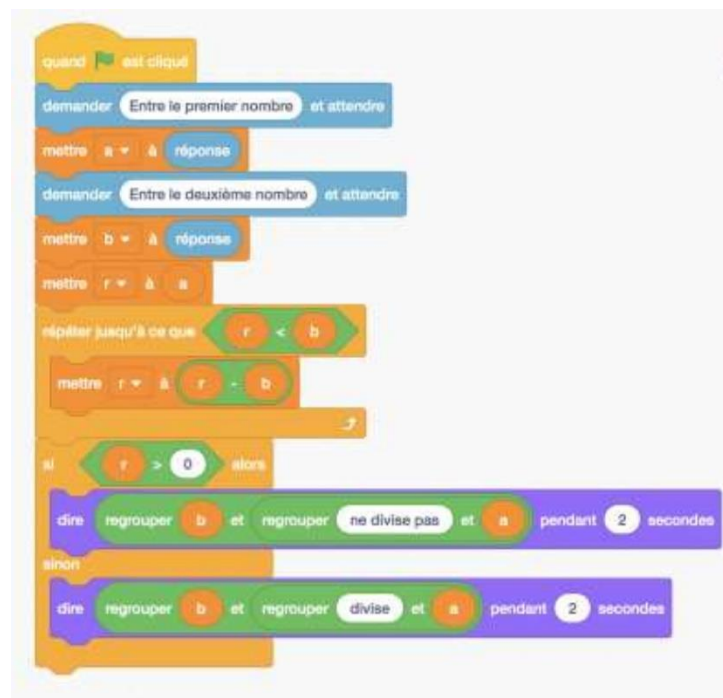 quand est cliqué
demander Entre le premier nombre et attendre
mettre a à réponse
demander Entre le deuxième nombre et attendre
mettre b à réponse
mettre r à a
répéter jusqu'à ce que r < b
mettre r à r - b
si r > 0 alors
dire regrouper b et regrouper ne divise pas et a pendant 2 secondes
sinon
dire regrouper b et regrouper divise et a pendant 2 secondes